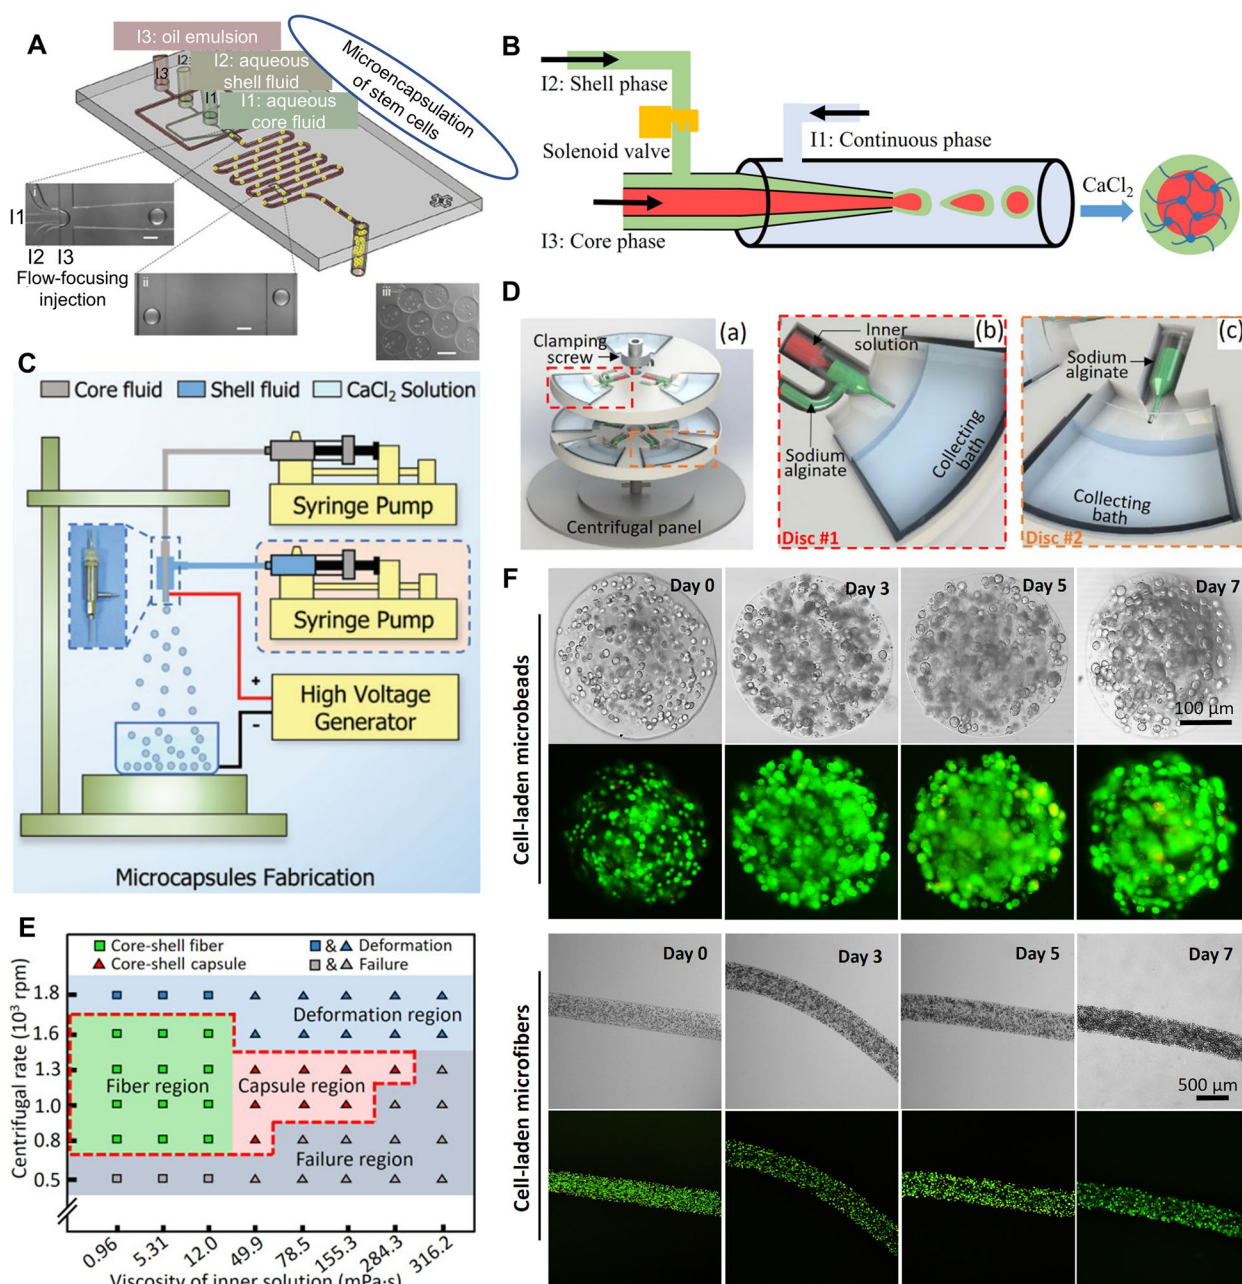 A
I3: oil emulsion
I2: aqueous
shell fluid
I1: aqueous
core fluid
Microencapsulation
of stem cells
I3
I2
I1
i
I1
I2 I3
Flow-focusing
injection
ii
iii
B
I2: Shell phase
Solenoid valve
I1: Continuous phase
I3: Core phase
CaCl2
C
Core fluid
Shell fluid
CaCl2 Solution
Syringe Pump
Syringe Pump
+
-
High Voltage
Generator
Microcapsules Fabrication
D
(a)
Clamping
screw
Centrifugal panel
(b)
Inner
solution
Sodium
alginate
Collecting
bath
Disc #1
(c)
Sodium
alginate
Collecting
bath
Disc #2
E
Core-shell fiber
Core-shell capsule
& Deformation
& Failure
Centrifugal rate (10³ rpm)
1.8
1.6
1.3
1.0
0.8
0.5
Deformation region
Fiber region
Capsule region
Failure region
0.96
5.31
12.0
49.9
78.5
155.3
284.3
316.2
Viscosity of inner solution (mPa·s)
F
Cell-laden microbeads
Day 0
Day 3
Day 5
Day 7
100 µm
Cell-laden microfibers
Day 0
Day 3
Day 5
Day 7
500 µm